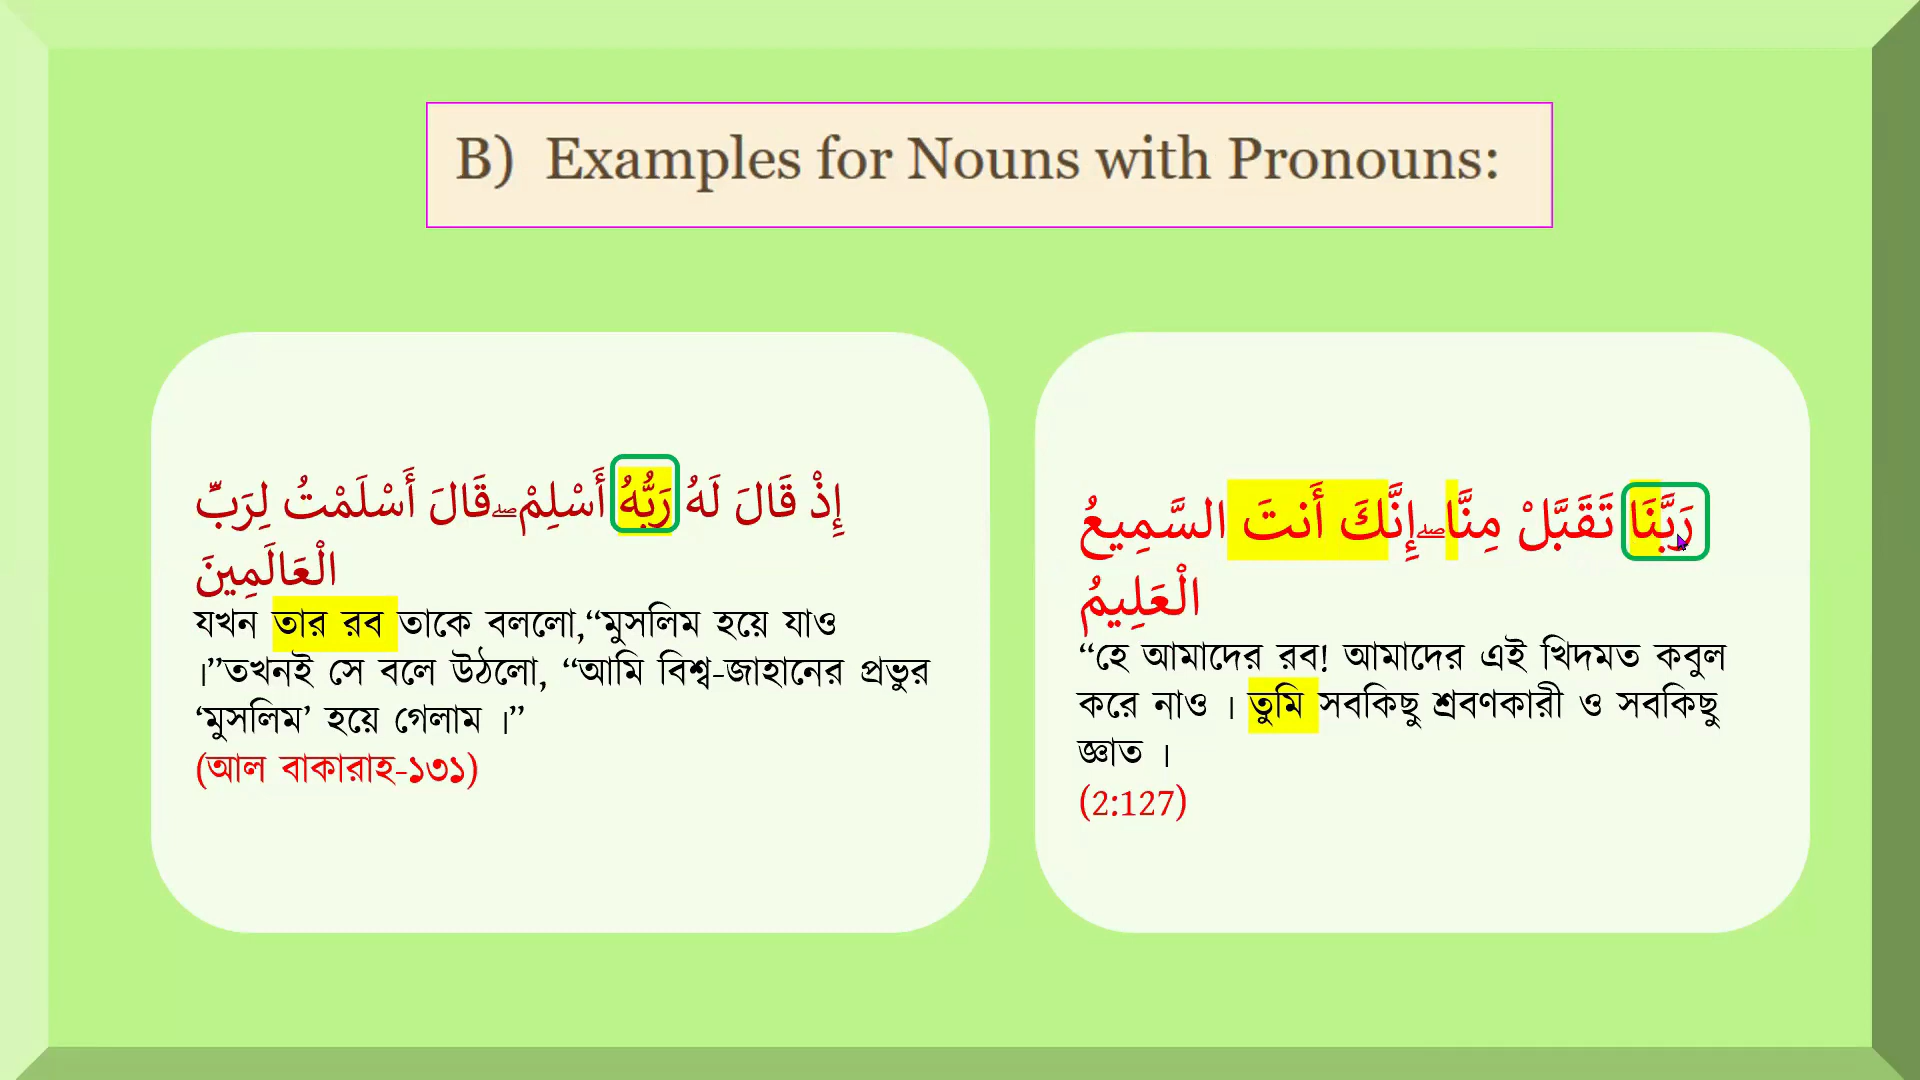 B) Examples for Nouns with Pronouns:
إِذْ قَالَ لَهُ رَبُّهُ أَسْلِمْ ۖ قَالَ أَسْلَمْتُ لِرَبِّ
الْعَالَمِينَ
যখন তার রব তাকে বললো,“মুসলিম হয়ে যাও
।”তখনই সে বলে উঠলো, “আমি বিশ্ব-জাহানের প্রভুর
‘মুসলিম’ হয়ে গেলাম ।”
(আল বাকারাহ-১৩১)
رَبَّنَا تَقَبَّلْ مِنَّا ۖ إِنَّكَ أَنتَ السَّمِيعُ
الْعَلِيمُ
“হে আমাদের রব! আমাদের এই খিদমত কবুল
করে নাও । তুমি সবকিছু শ্রবণকারী ও সবকিছু
জ্ঞাত ।
(2:127)